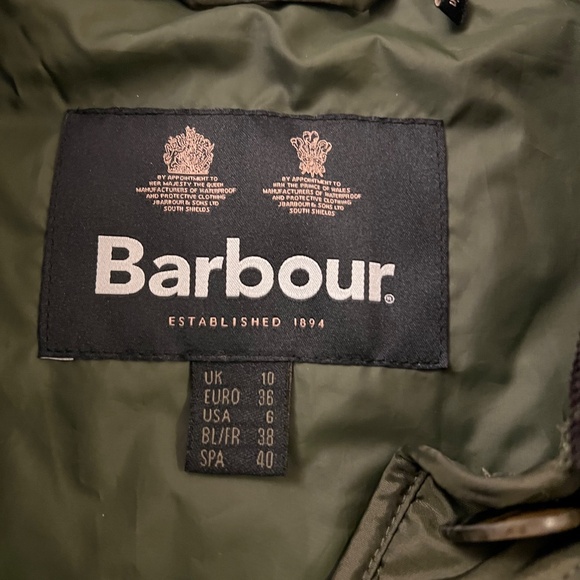 BY APPOINTMENT TO
HER MAJESTY THE QUEEN
MANUFACTURERS OF WATERPROOF
AND PROTECTIVE CLOTHING
J.BARBOUR & SONS LTD
SOUTH SHIELDS
BY APPOINTMENT TO
HRH THE PRINCE OF WALES
MANUFACTURERS OF WATERPROOF
AND PROTECTIVE CLOTHING
J.BARBOUR & SONS LTD
SOUTH SHIELDS
Barbour®
ESTABLISHED 1894
UK 10
EURO 36
USA 6
BL/FR 38
SPA 40